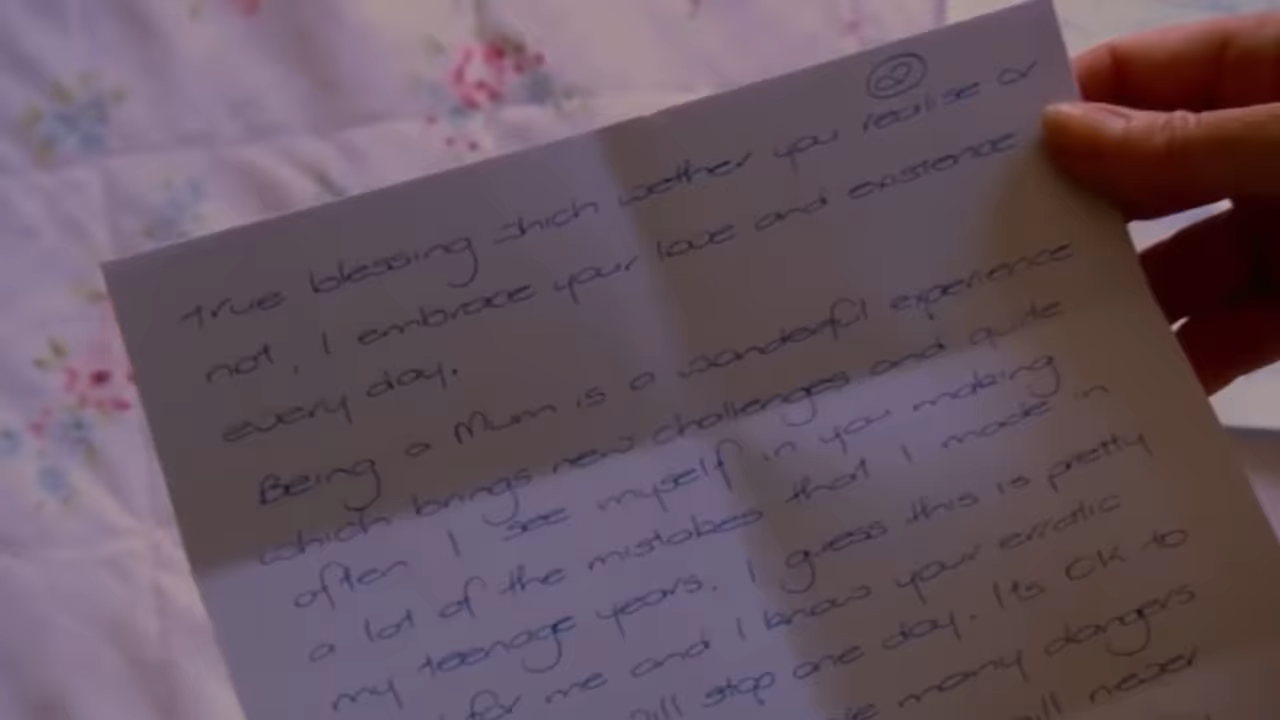 8
true blessing which wether you realise or
not, I embrace your love and existence
every day.
Being a Mum is a wonderful experience
which brings new challenges and quite
often I see myself in you making
a lot of the mistakes that I made in
my teenage years. I guess this is pretty
for me and I know your erratic
will stop one day. Its OK to
many dangers
never